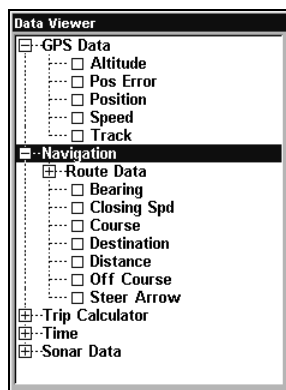 Data Viewer
GPS Data
Altitude
Pos Error
Position
Speed
Track
Navigation
Route Data
Bearing
Closing Spd
Course
Destination
Distance
Off Course
Steer Arrow
Trip Calculator
Time
Sonar Data